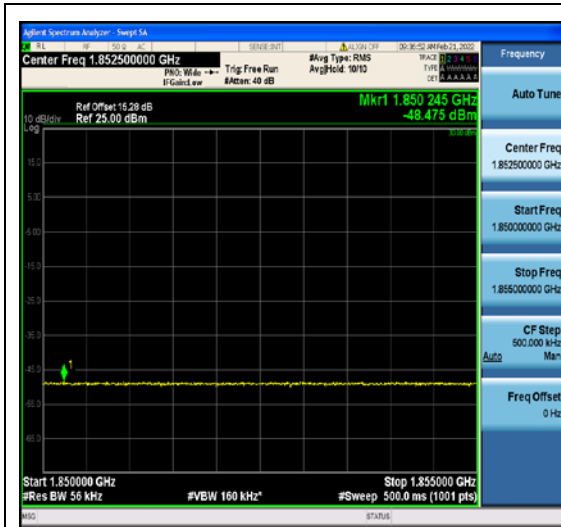 Agilent Spectrum Analyzer - Swept SA
RL RF 50 Ω AC SENSE:INT ALIGN OFF 09:36:52 AM Feb 21, 2022
Center Freq 1.852500000 GHz
PNO: Wide
IFGain:Low
Trig: Free Run
#Atten: 40 dB
#Avg Type: RMS
Avg|Hold: 10/10
TRACE 1 2 3 4 5 6
TYPE
DET A A A A A A
Frequency
Mkr1 1.850 245 GHz
-48.475 dBm
Ref Offset 15.28 dB
10 dB/div Ref 25.00 dBm
Log
15.0
5.00
-5.00
-15.0
-25.0
-35.0
-45.0
-55.0
-65.0
1
Start 1.850000 GHz Stop 1.855000 GHz
#Res BW 56 kHz #VBW 160 kHz* #Sweep 500.0 ms (1001 pts)
MSG STATUS
Auto Tune
Center Freq
1.852500000 GHz
Start Freq
1.850000000 GHz
Stop Freq
1.855000000 GHz
CF Step
500.000 kHz
Auto Man
Freq Offset
0 Hz